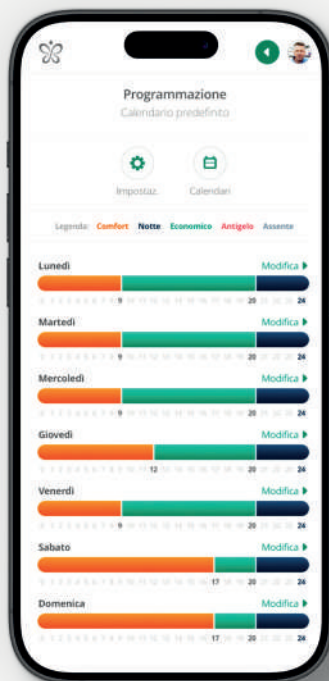 Programmazione
Calendario predefinito
Impostaz.
Calendari
Legenda: Comfort Notte Economico Antigelo Assente
Lunedì
Modifica
9 20 24
Martedì
Modifica
9 20 24
Mercoledì
Modifica
9 20 24
Giovedì
Modifica
12 20 24
Venerdì
Modifica
9 20 24
Sabato
Modifica
17 20 24
Domenica
Modifica
17 20 24